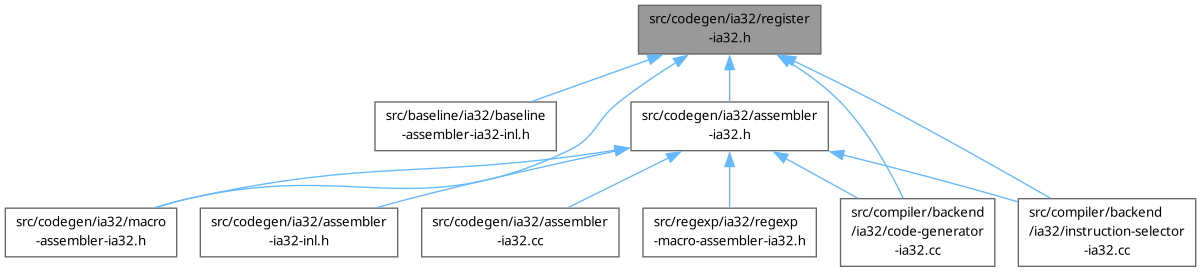 src/codegen/ia32/register
-ia32.h
src/baseline/ia32/baseline
-assembler-ia32-inl.h
src/codegen/ia32/assembler
-ia32.h
src/codegen/ia32/macro
-assembler-ia32.h
src/codegen/ia32/assembler
-ia32-inl.h
src/codegen/ia32/assembler
-ia32.cc
src/regexp/ia32/regexp
-macro-assembler-ia32.h
src/compiler/backend
/ia32/code-generator
-ia32.cc
src/compiler/backend
/ia32/instruction-selector
-ia32.cc